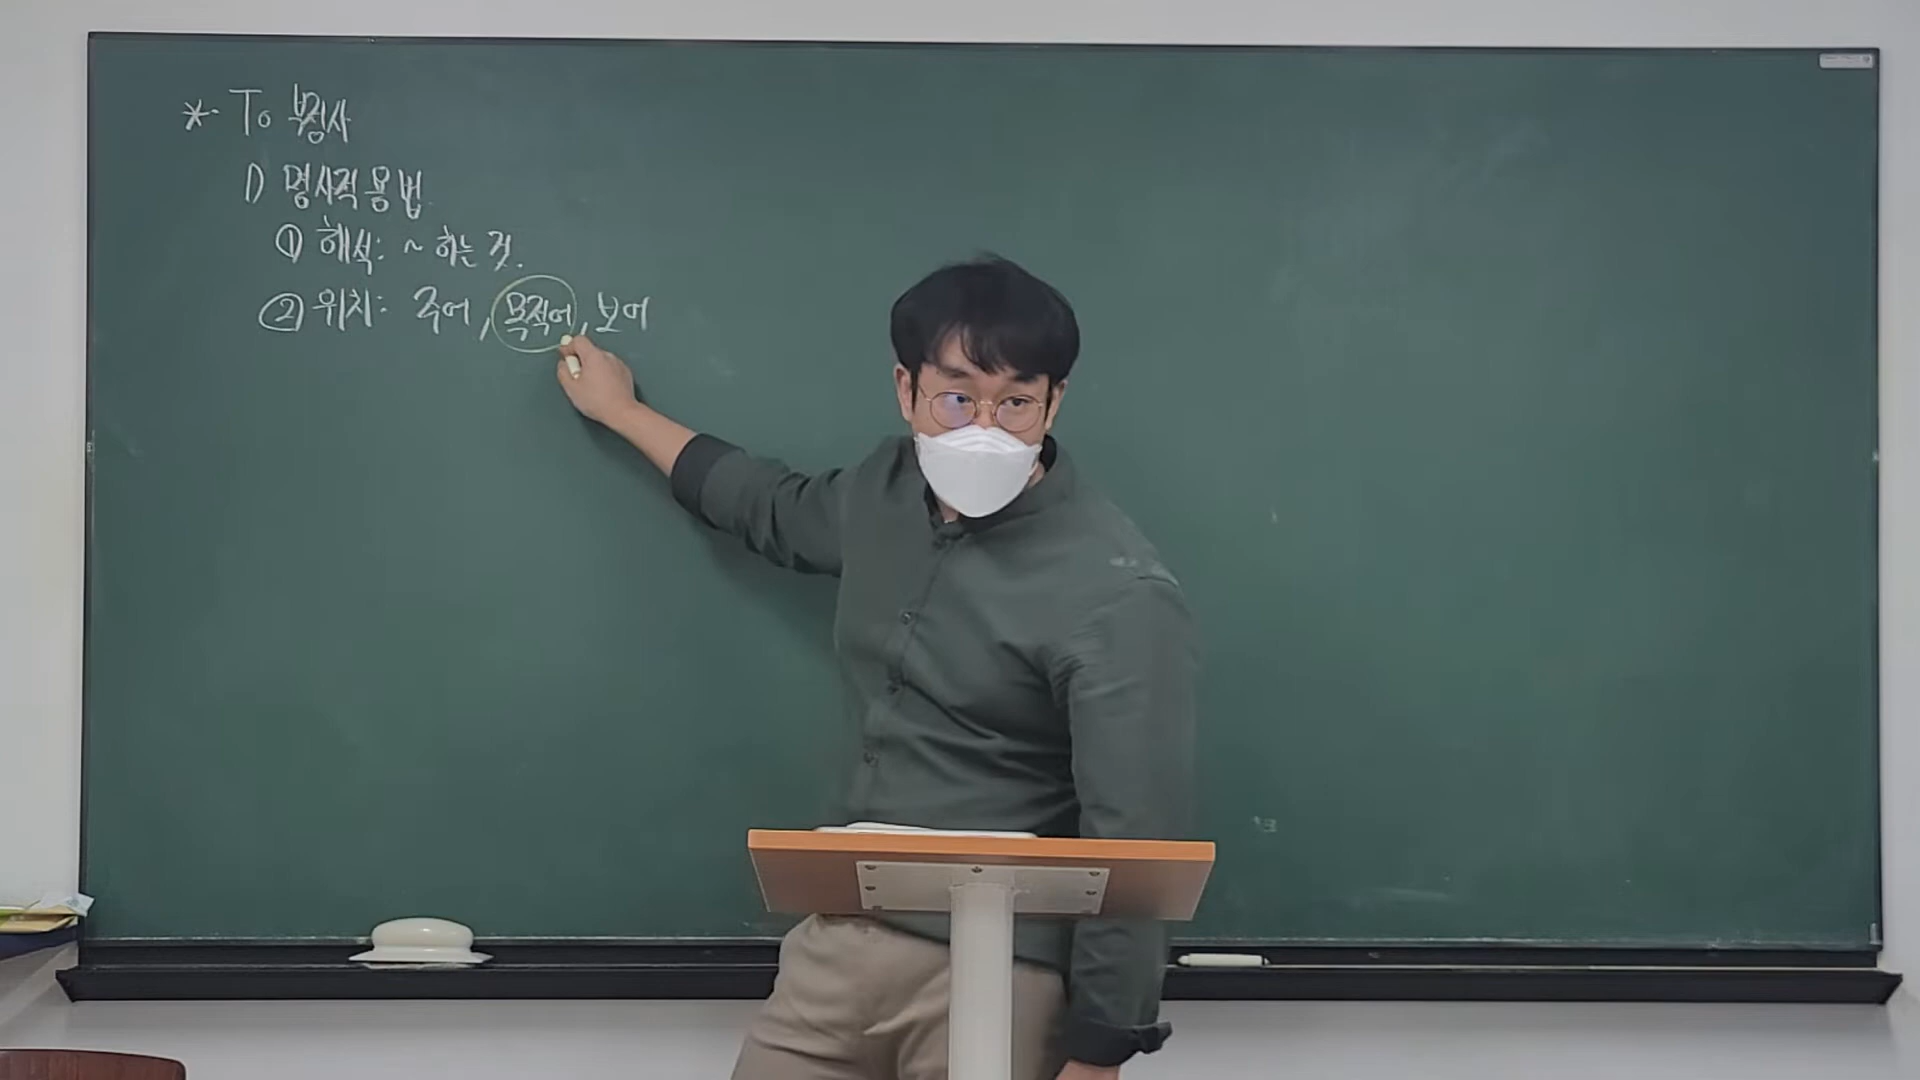 * To 부정사
1) 명사적 용법
① 해석: ~ 하는 것.
② 위치: 주어, 목적어, 보어